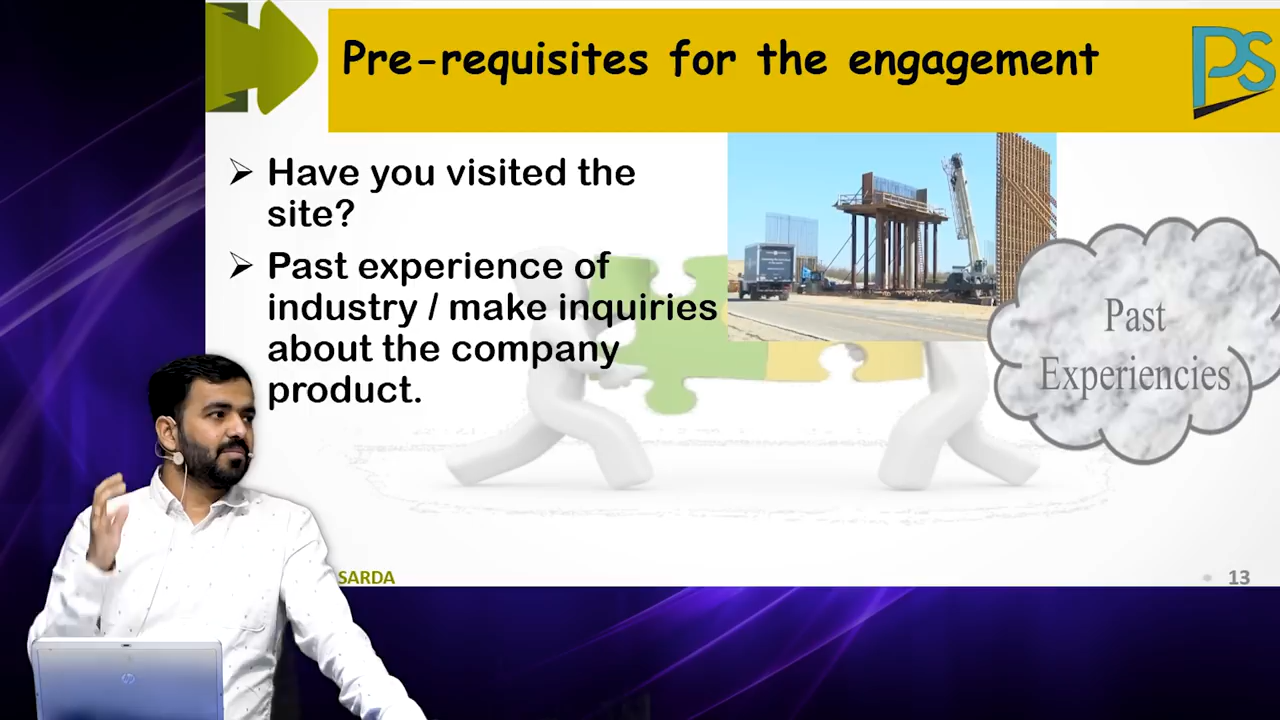 Pre-requisites for the engagement
PS
➢ Have you visited the
site?
➢ Past experience of
industry / make inquiries
about the company
product.
Past
Experiencies
SARDA
13
hp